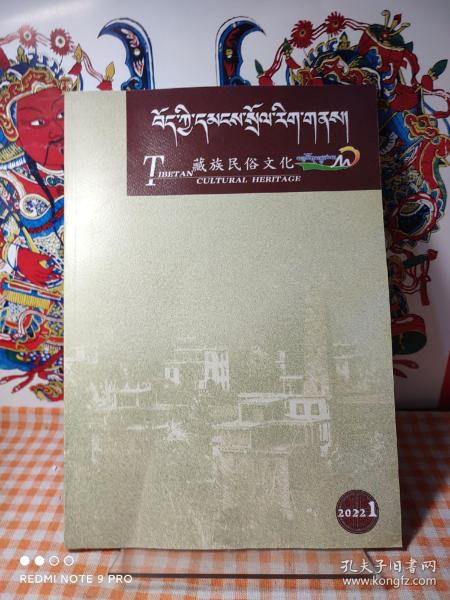 བོད་ཀྱི་དམངས་སྲོལ་རིག་གནས།
藏族民俗文化
TIBETAN CULTURAL HERITAGE
2022 1
REDMI NOTE 9 PRO
孔夫子旧书网
www.kongfz.com